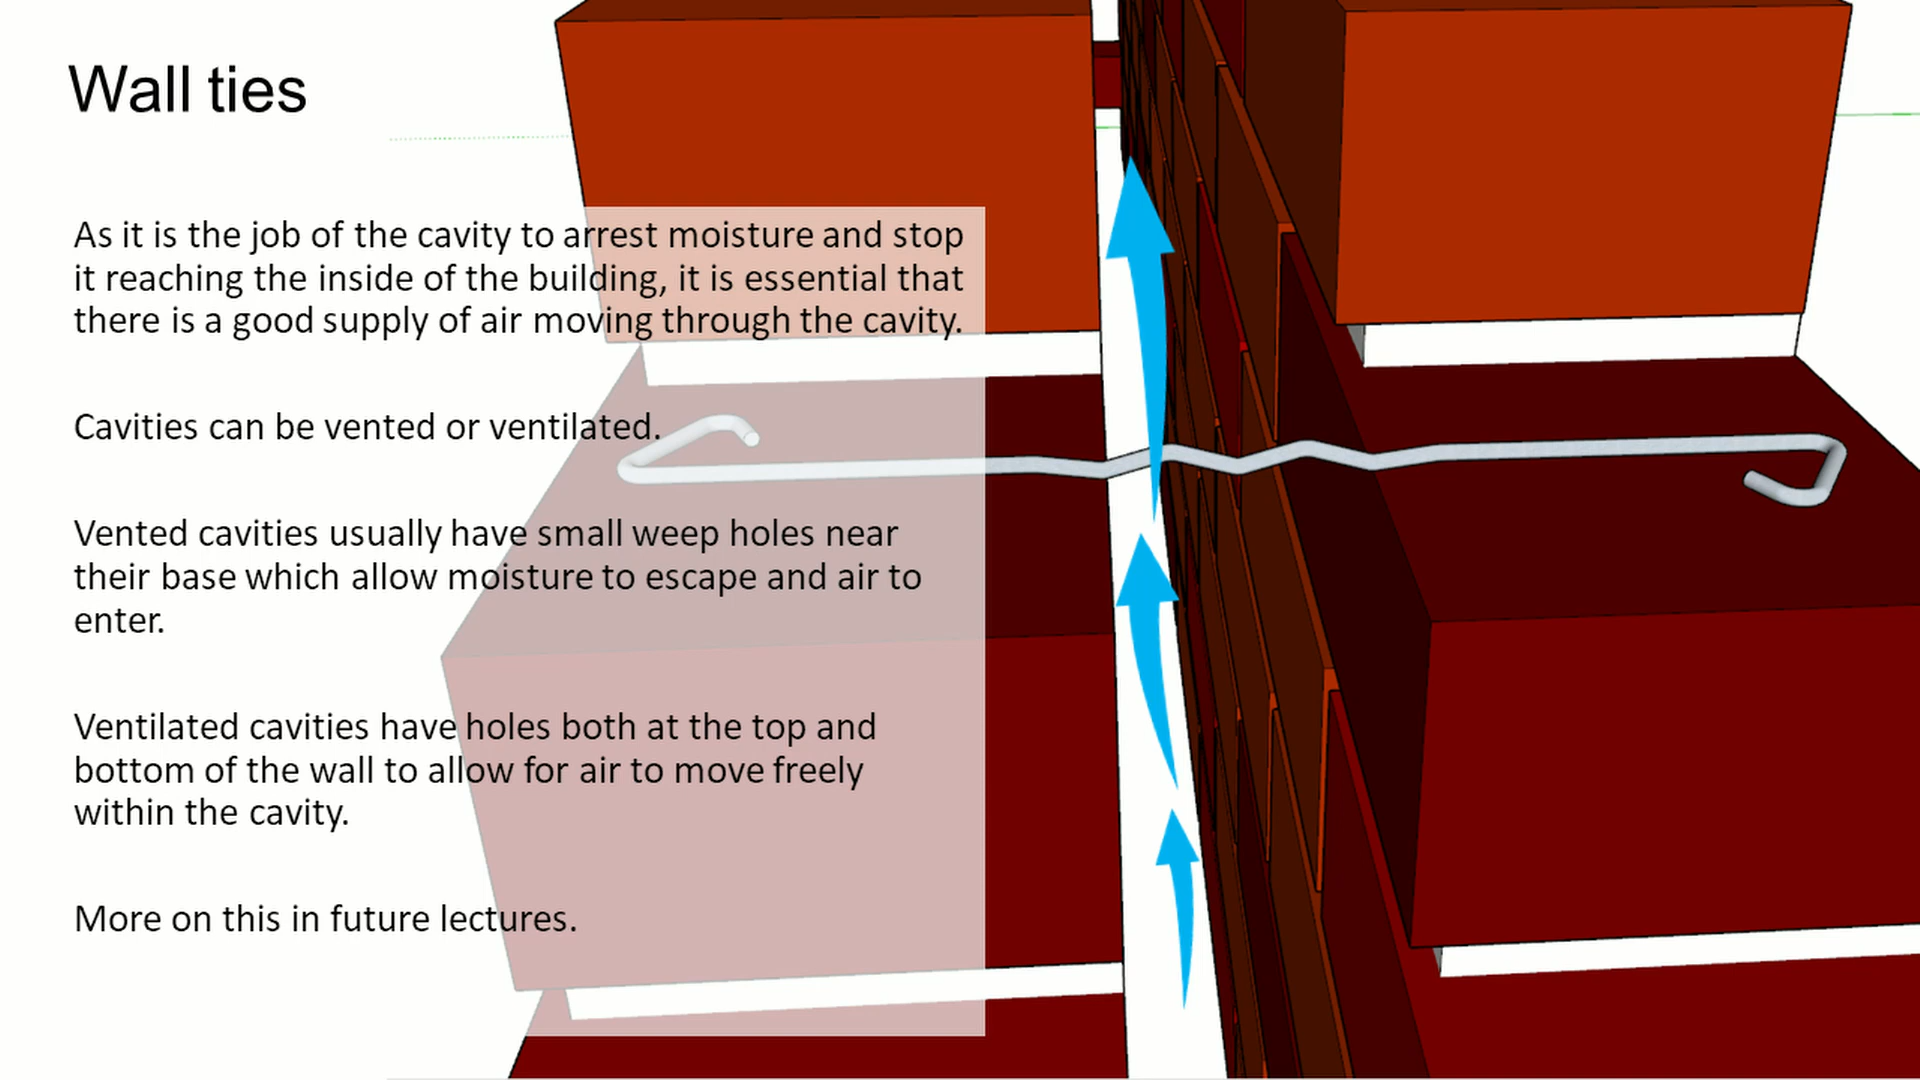 Wall ties
As it is the job of the cavity to arrest moisture and stop
it reaching the inside of the building, it is essential that
there is a good supply of air moving through the cavity.
Cavities can be vented or ventilated.
Vented cavities usually have small weep holes near
their base which allow moisture to escape and air to
enter.
Ventilated cavities have holes both at the top and
bottom of the wall to allow for air to move freely
within the cavity.
More on this in future lectures.